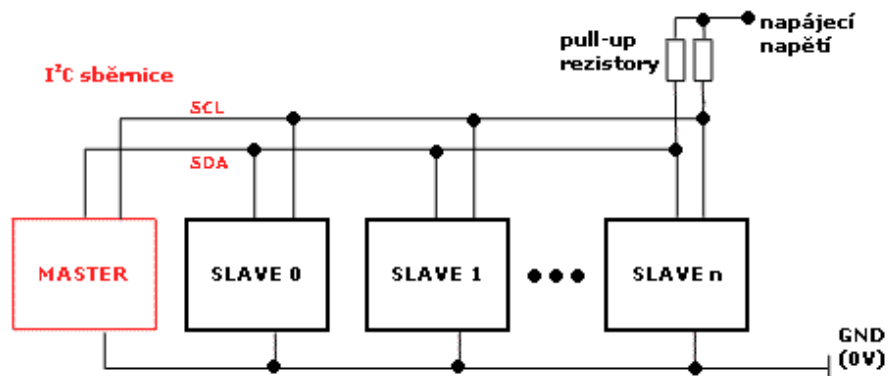 napájecí
napětí
pull-up
rezistory
I²C sběrnice
SCL
SDA
MASTER
SLAVE 0
SLAVE 1
SLAVE n
GND
(0V)